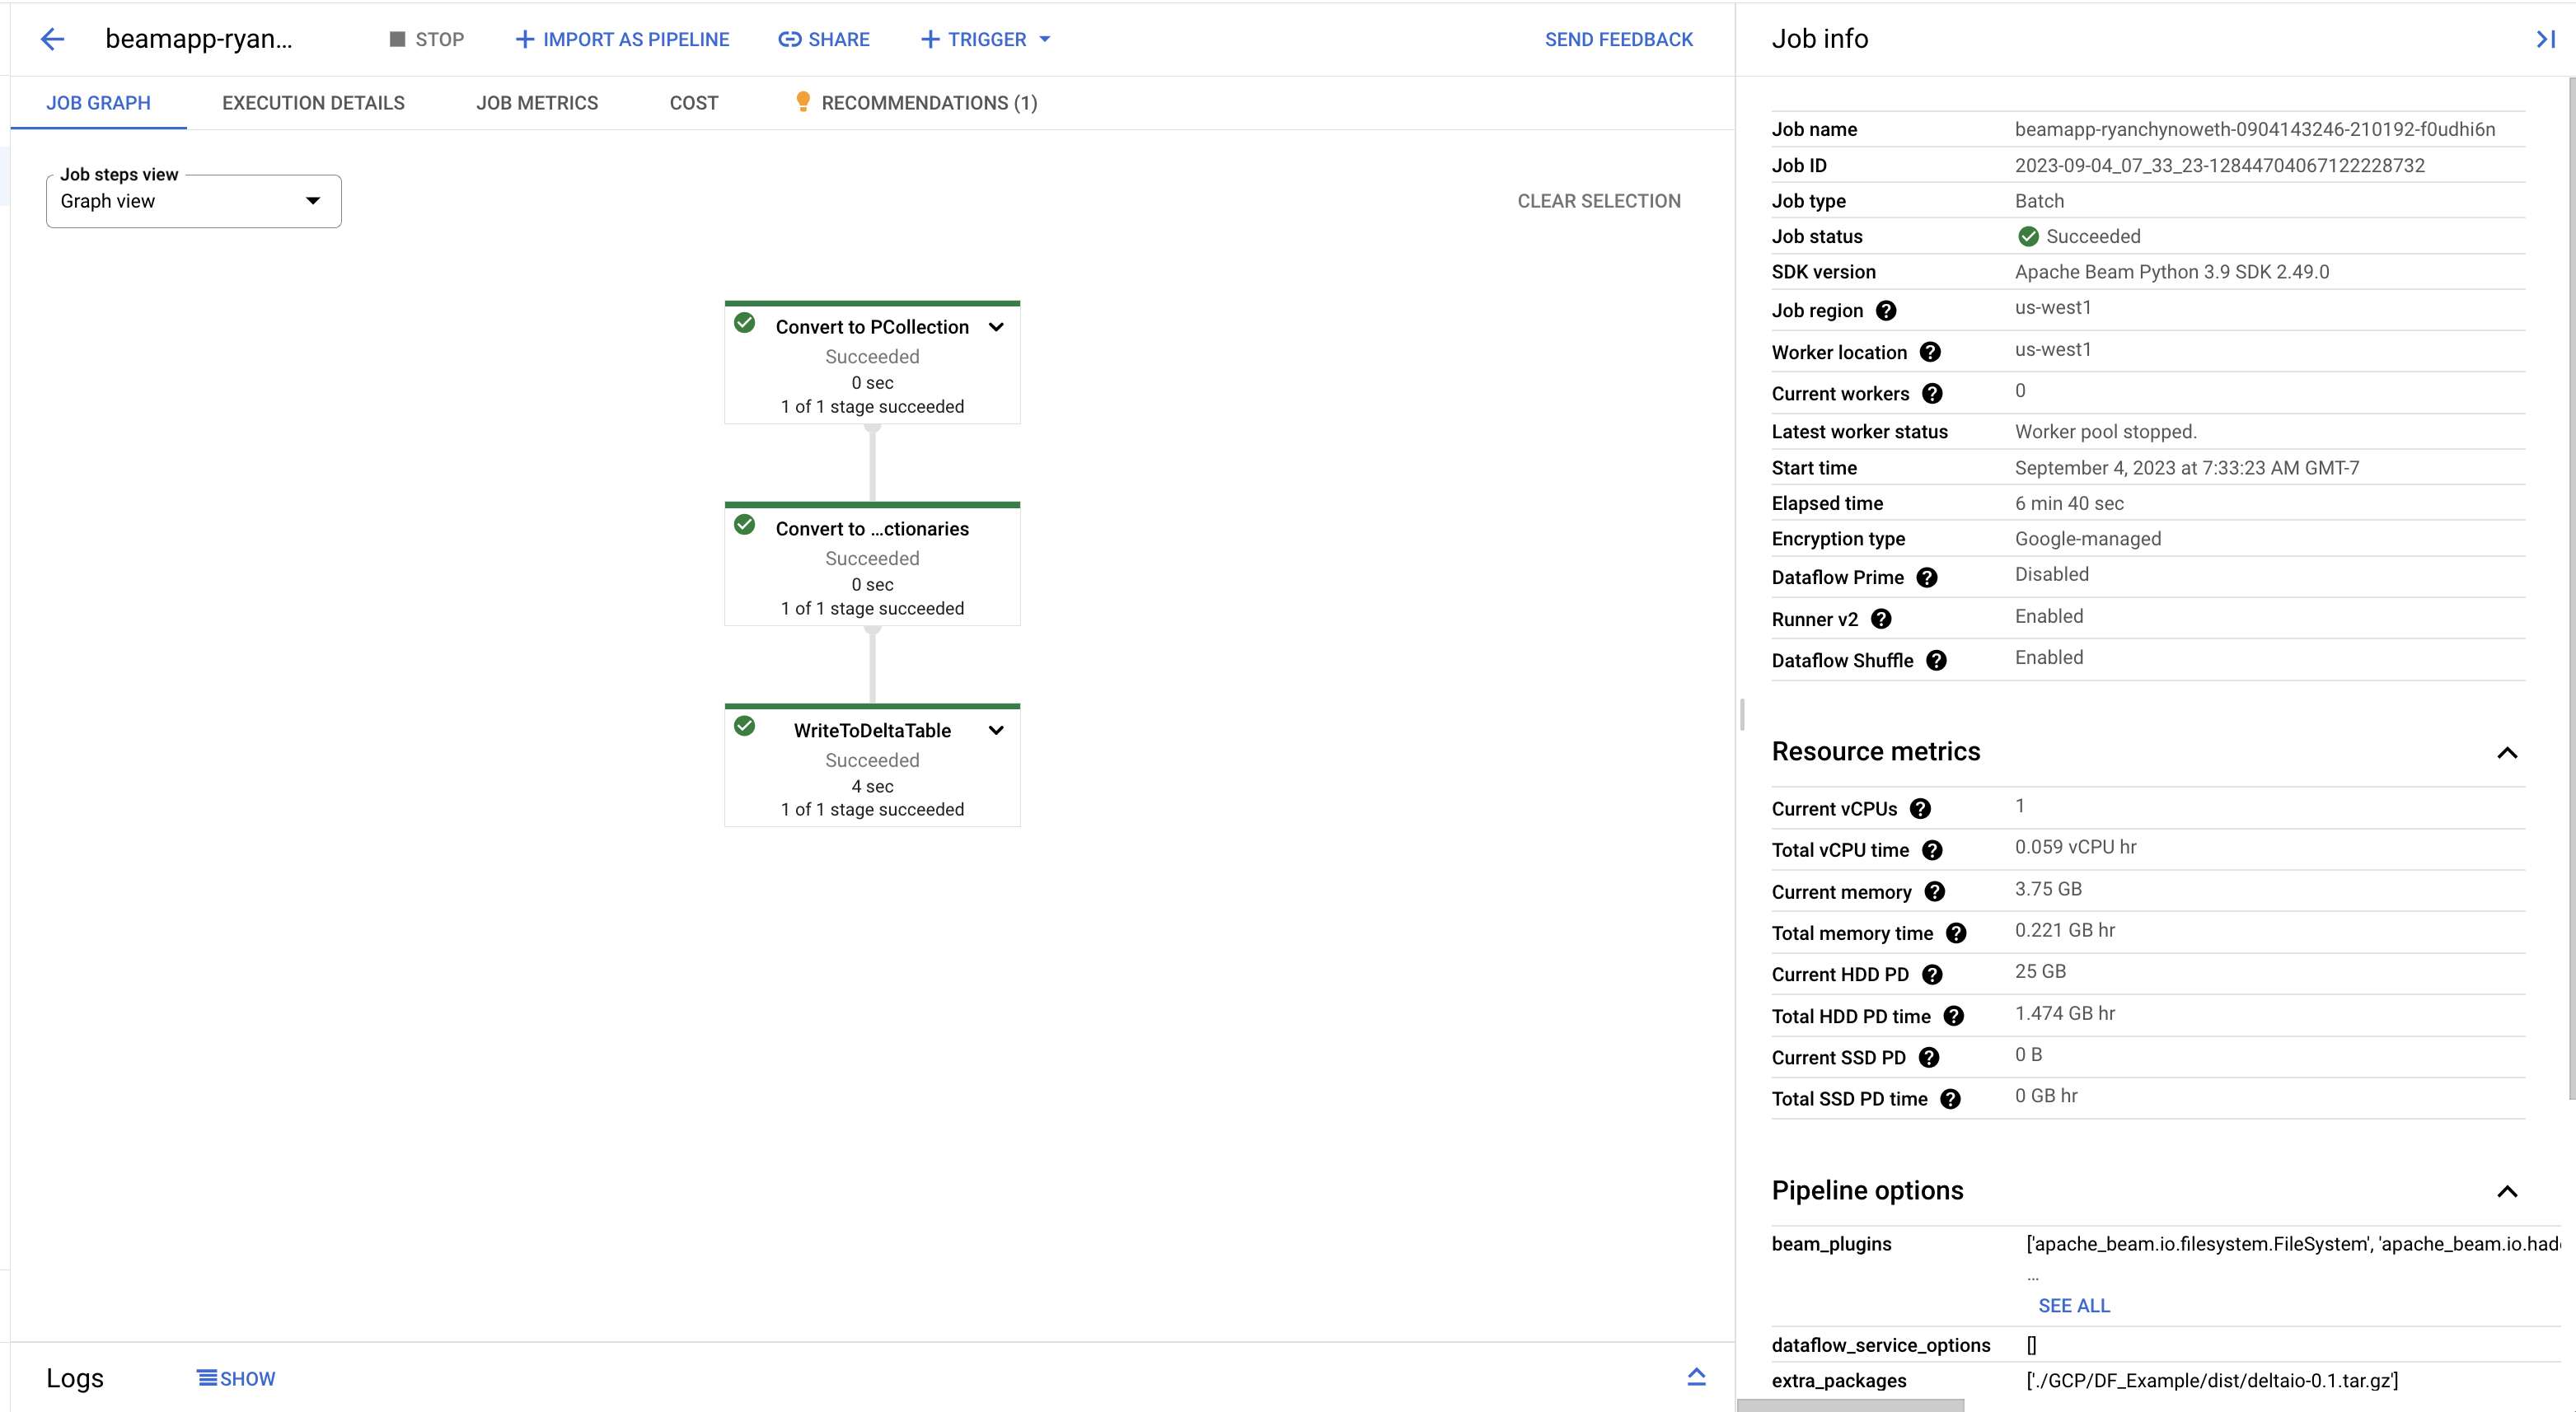 beamapp-ryan...
STOP
IMPORT AS PIPELINE
SHARE
TRIGGER
SEND FEEDBACK
JOB GRAPH
EXECUTION DETAILS
JOB METRICS
COST
RECOMMENDATIONS (1)
Job steps view
Graph view
CLEAR SELECTION
Convert to PCollection
Succeeded
0 sec
1 of 1 stage succeeded
Convert to ...ctionaries
Succeeded
0 sec
1 of 1 stage succeeded
WriteToDeltaTable
Succeeded
4 sec
1 of 1 stage succeeded
Logs
SHOW
Job info
Job name beamapp-ryanchynoweth-0904143246-210192-f0udhi6n
Job ID 2023-09-04_07_33_23-12844704067122228732
Job type Batch
Job status Succeeded
SDK version Apache Beam Python 3.9 SDK 2.49.0
Job region us-west1
Worker location us-west1
Current workers 0
Latest worker status Worker pool stopped.
Start time September 4, 2023 at 7:33:23 AM GMT-7
Elapsed time 6 min 40 sec
Encryption type Google-managed
Dataflow Prime Disabled
Runner v2 Enabled
Dataflow Shuffle Enabled
Resource metrics
Current vCPUs 1
Total vCPU time 0.059 vCPU hr
Current memory 3.75 GB
Total memory time 0.221 GB hr
Current HDD PD 25 GB
Total HDD PD time 1.474 GB hr
Current SSD PD 0 B
Total SSD PD time 0 GB hr
Pipeline options
beam_plugins ['apache_beam.io.filesystem.FileSystem', 'apache_beam.io.had
...
SEE ALL
dataflow_service_options []
extra_packages ['./GCP/DF_Example/dist/deltaio-0.1.tar.gz']